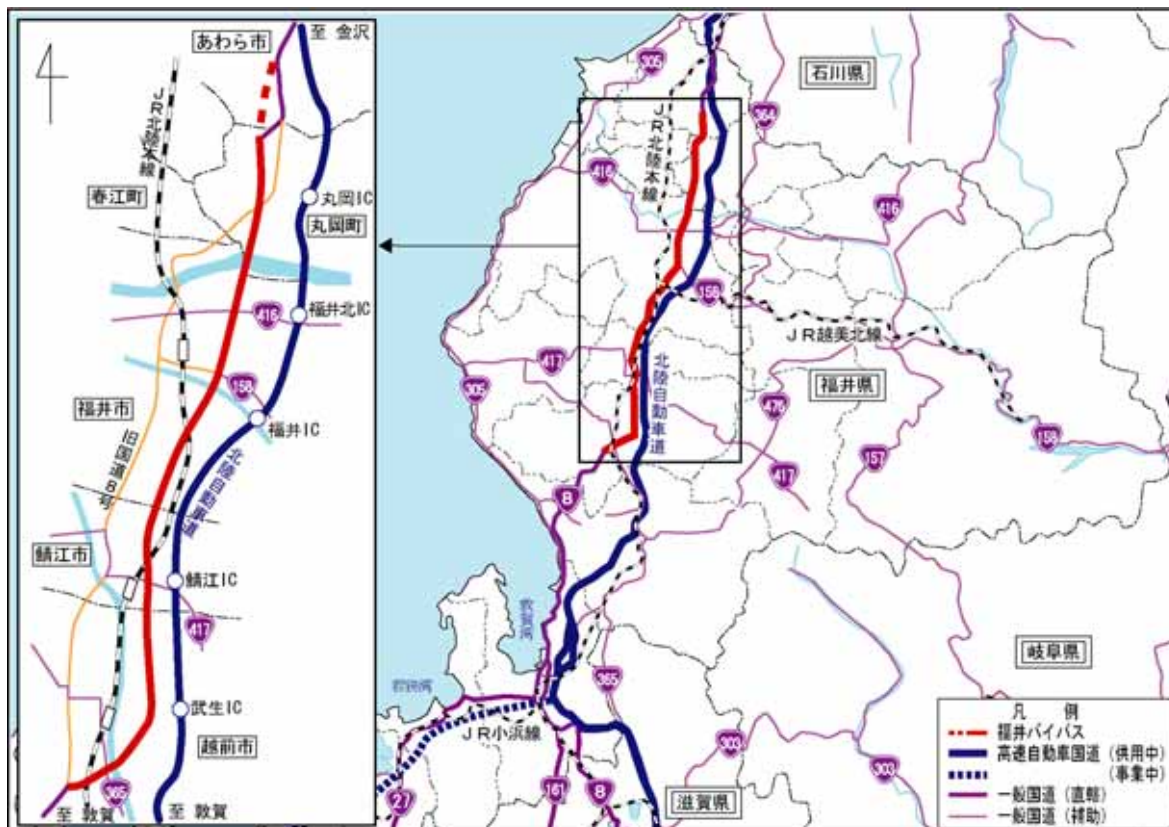 至 金沢
あわら市
JR北陸本線
春江町
丸岡IC
丸岡町
416
福井北IC
158
福井市
福井IC
旧国道8号
北陸自動車道
鯖江市
鯖江IC
417
武生IC
越前市
365
至 敦賀
至 敦賀
305
石川県
364
JR北陸本線
416
416
158
JR越美北線
417
305
北陸自動車道
福井県
476
158
157
417
8
敦賀湾
若狭湾
365
岐阜県
JR小浜線
303
303
27
161
8
滋賀県
凡 例
福井バイパス
高速自動車国道(供用中)
(事業中)
一般国道(直轄)
一般国道(補助)